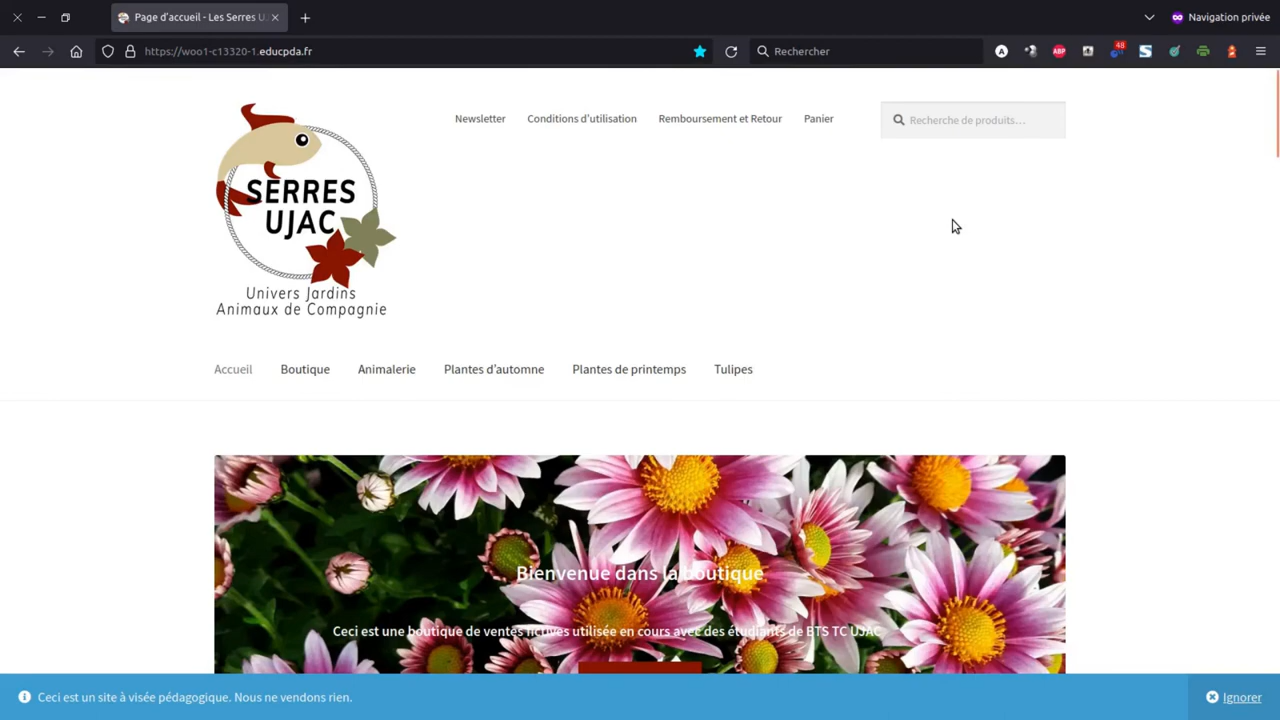 Page d'accueil - Les Serres UJ
Navigation privée
https://woo1-c13320-1.educpda.fr
Rechercher
A
ABP
48
S
SERRES
UJAC
Univers Jardins
Animaux de Compagnie
Newsletter
Conditions d'utilisation
Remboursement et Retour
Panier
Recherche de produits…
Accueil
Boutique
Animalerie
Plantes d'automne
Plantes de printemps
Tulipes
Bienvenue dans la boutique
Ceci est une boutique de ventes fictives utilisée en cours avec des étudiants de BTS TC UJAC
Ceci est un site à visée pédagogique. Nous ne vendons rien.
Ignorer